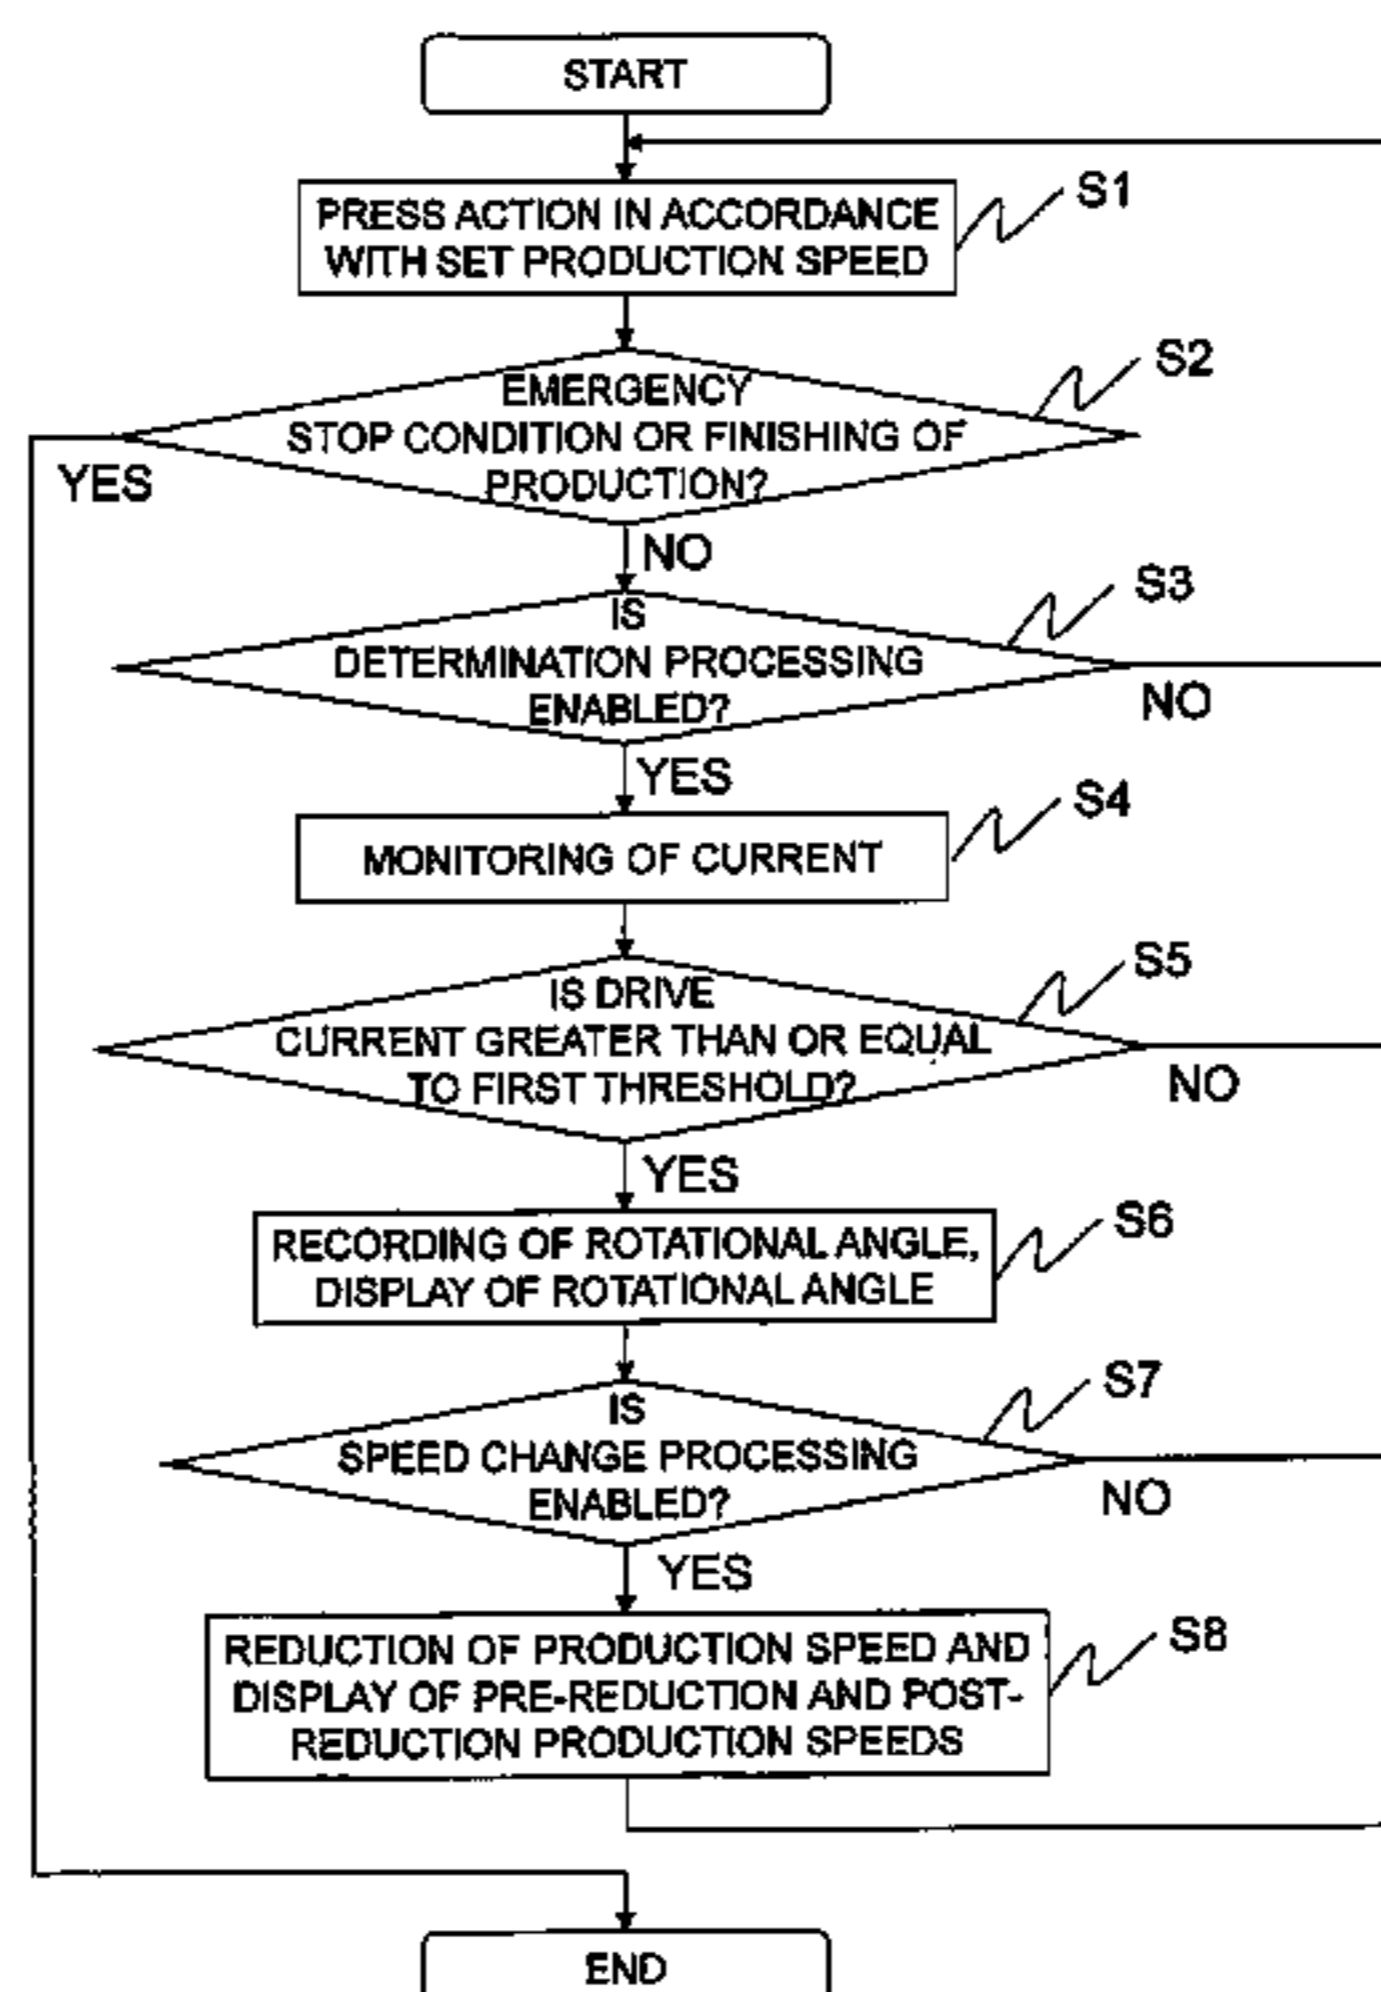 START
PRESS ACTION IN ACCORDANCE
WITH SET PRODUCTION SPEED
S1
EMERGENCY
STOP CONDITION OR FINISHING OF
PRODUCTION?
S2
YES
NO
IS
DETERMINATION PROCESSING
ENABLED?
S3
NO
YES
MONITORING OF CURRENT
S4
IS DRIVE
CURRENT GREATER THAN OR EQUAL
TO FIRST THRESHOLD?
S5
NO
YES
RECORDING OF ROTATIONAL ANGLE,
DISPLAY OF ROTATIONAL ANGLE
S6
IS
SPEED CHANGE PROCESSING
ENABLED?
S7
NO
YES
REDUCTION OF PRODUCTION SPEED AND
DISPLAY OF PRE-REDUCTION AND POST-
REDUCTION PRODUCTION SPEEDS
S8
END